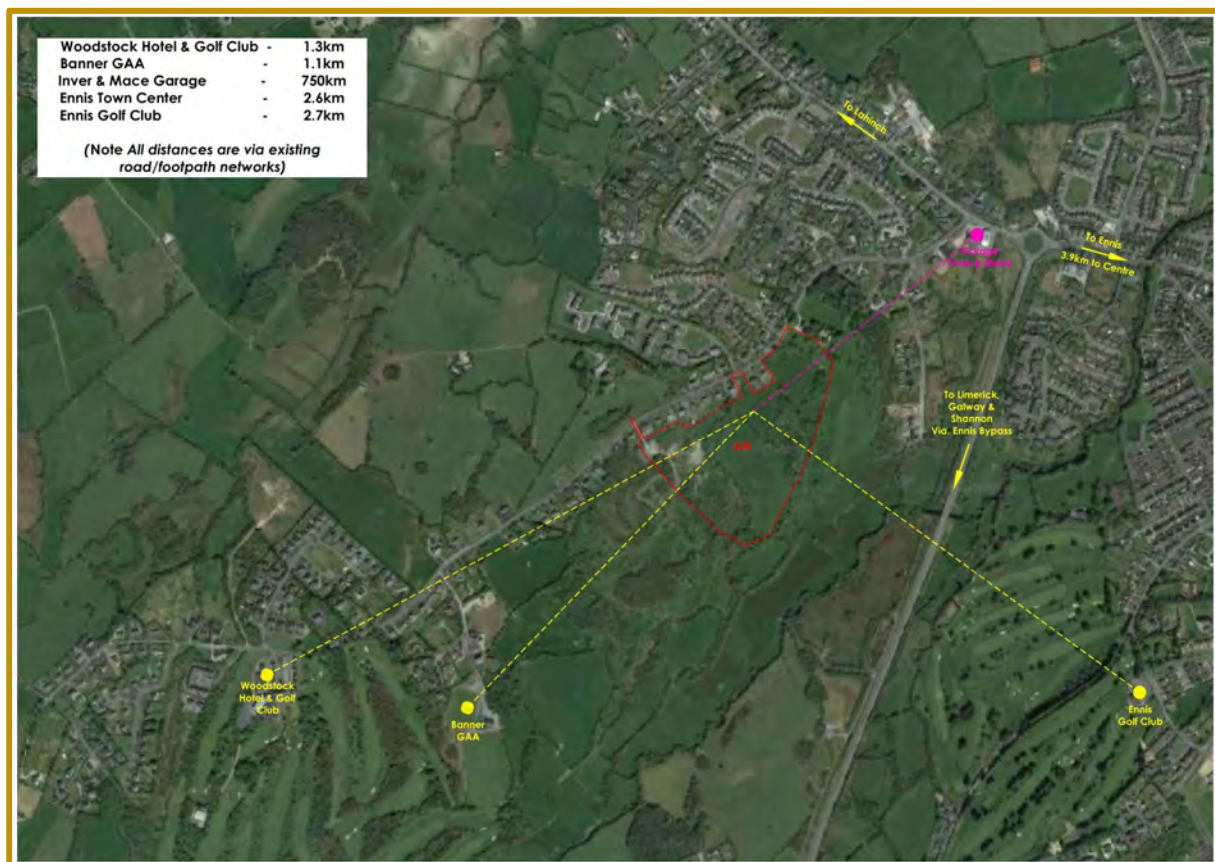 Woodstock Hotel & Golf Club - 1.3km
Banner GAA - 1.1km
Inver & Mace Garage - 750km
Ennis Town Center - 2.6km
Ennis Golf Club - 2.7km
(Note All distances are via existing
road/footpath networks)
To Lahinch
To Ennis
3.9km to Centre
To Limerick,
Galway &
Shannon
Via. Ennis Bypass
Woodstock
Hotel & Golf
Club
Banner
GAA
Ennis
Golf Club